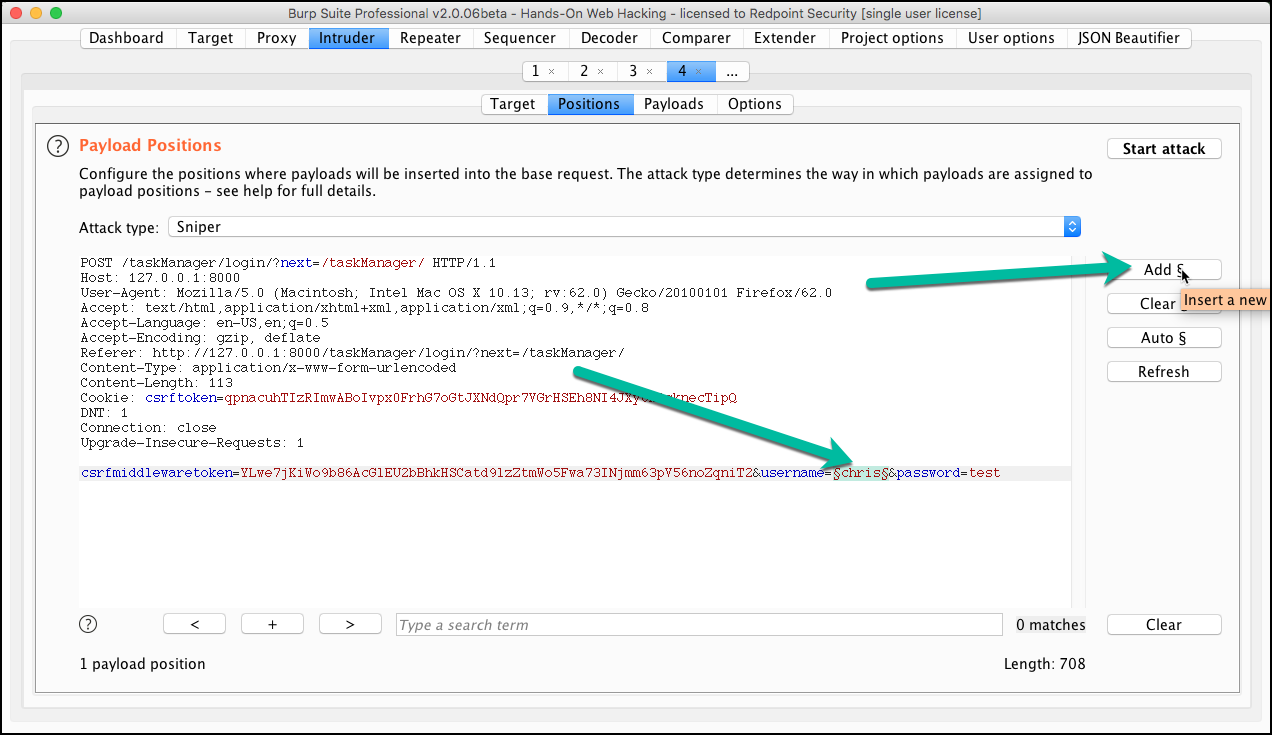 Burp Suite Professional v2.0.06beta - Hands-On Web Hacking - licensed to Redpoint Security [single user license]
Dashboard Target Proxy Intruder Repeater Sequencer Decoder Comparer Extender Project options User options JSON Beautifier
1 × 2 × 3 × 4 × ...
Target Positions Payloads Options
? Payload Positions
Start attack
Configure the positions where payloads will be inserted into the base request. The attack type determines the way in which payloads are assigned to
payload positions – see help for full details.
Attack type: Sniper
POST /taskManager/login/?next=/taskManager/ HTTP/1.1
Host: 127.0.0.1:8000
User-Agent: Mozilla/5.0 (Macintosh; Intel Mac OS X 10.13; rv:62.0) Gecko/20100101 Firefox/62.0
Accept: text/html,application/xhtml+xml,application/xml;q=0.9,*/*;q=0.8
Accept-Language: en-US,en;q=0.5
Accept-Encoding: gzip, deflate
Referer: http://127.0.0.1:8000/taskManager/login/?next=/taskManager/
Content-Type: application/x-www-form-urlencoded
Content-Length: 113
Cookie: csrftoken=
DNT: 1
Connection: close
Upgrade-Insecure-Requests: 1
csrfmiddlewaretoken=YLwe7jKiWo9b86AcGlEU2bBhkHSCatd9lzZtmWo5Fwa73INjmm63pV56noZqniT2&username=§chris§&password=test
Add §
Clear
Insert a new
Auto §
Refresh
? < + > Type a search term 0 matches Clear
1 payload position Length: 708